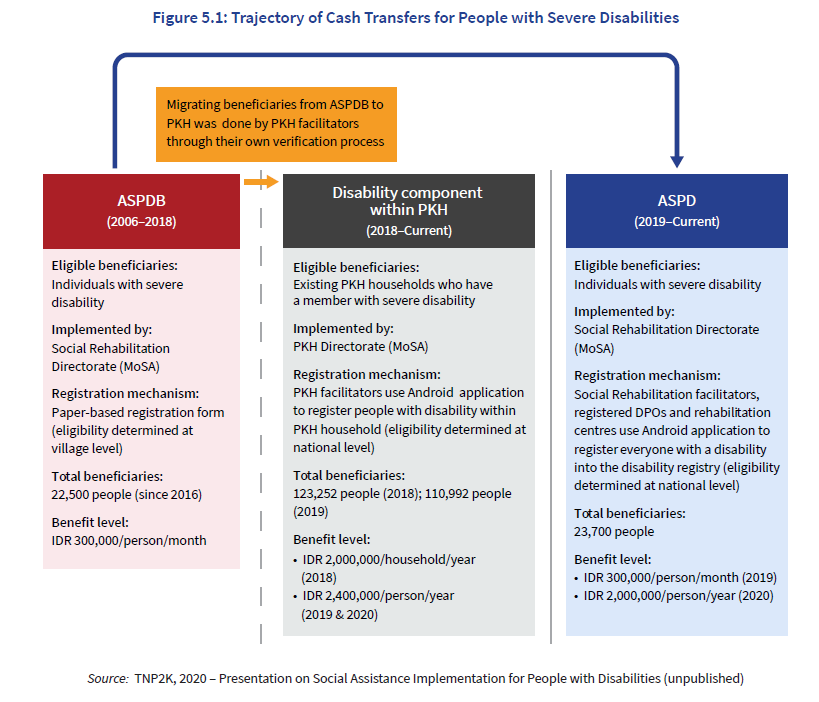 Figure 5.1: Trajectory of Cash Transfers for People with Severe Disabilities
Migrating beneficiaries from ASPDB to
PKH was done by PKH facilitators
through their own verification process
ASPDB
(2006–2018)
Eligible beneficiaries:
Individuals with severe
disability
Implemented by:
Social Rehabilitation
Directorate (MoSA)
Registration mechanism:
Paper-based registration form
(eligibility determined at
village level)
Total beneficiaries:
22,500 people (since 2016)
Benefit level:
IDR 300,000/person/month
Disability component
within PKH
(2018–Current)
Eligible beneficiaries:
Existing PKH households who have
a member with severe disability
Implemented by:
PKH Directorate (MoSA)
Registration mechanism:
PKH facilitators use Android application
to register people with disability within
PKH household (eligibility determined at
national level)
Total beneficiaries:
123,252 people (2018); 110,992 people
(2019)
Benefit level:
• IDR 2,000,000/household/year
(2018)
• IDR 2,400,000/person/year
(2019 & 2020)
ASPD
(2019–Current)
Eligible beneficiaries:
Individuals with severe disability
Implemented by:
Social Rehabilitation Directorate
(MoSA)
Registration mechanism:
Social Rehabilitation facilitators,
registered DPOs and rehabilitation
centres use Android application to
register everyone with a disability
into the disability registry (eligibility
determined at national level)
Total beneficiaries:
23,700 people
Benefit level:
• IDR 300,000/person/month (2019)
• IDR 2,000,000/person/year (2020)
Source: TNP2K, 2020 – Presentation on Social Assistance Implementation for People with Disabilities (unpublished)